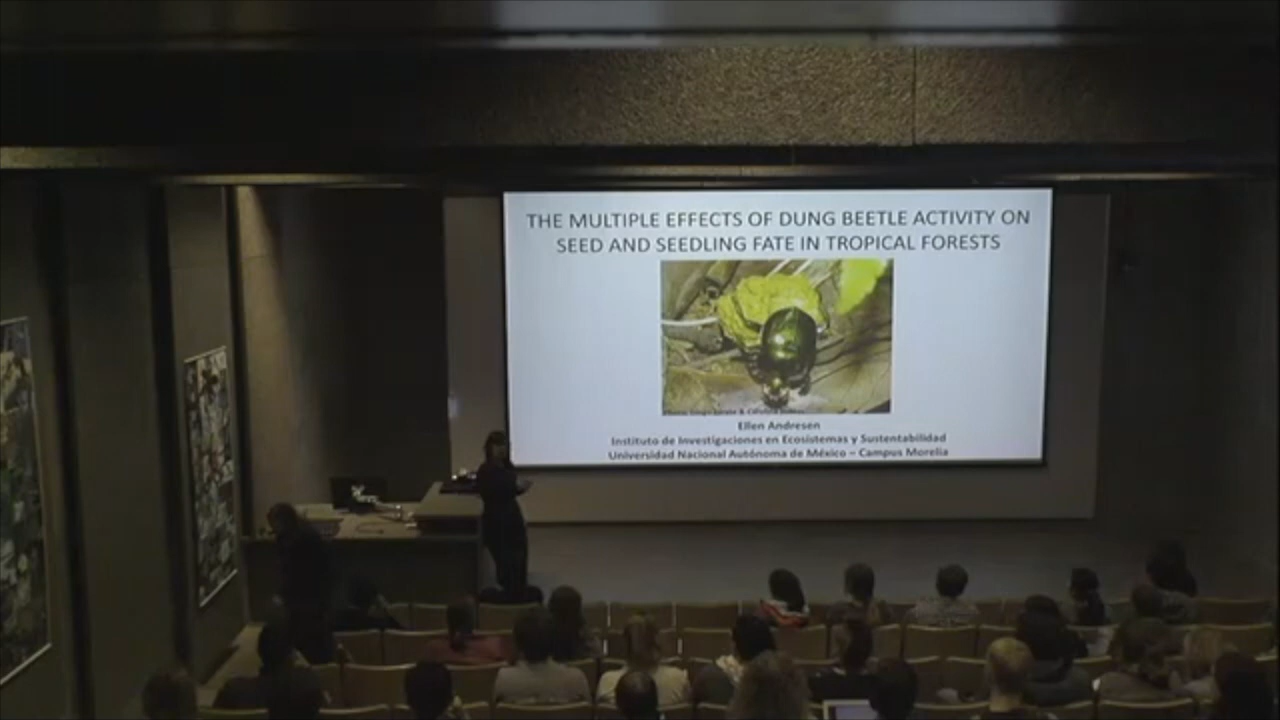 THE MULTIPLE EFFECTS OF DUNG BEETLE ACTIVITY ON
SEED AND SEEDLING FATE IN TROPICAL FORESTS
Ellen Andresen
Instituto de Investigaciones en Ecosistemas y Sustentabilidad
Universidad Nacional Autónoma de México – Campus Morelia